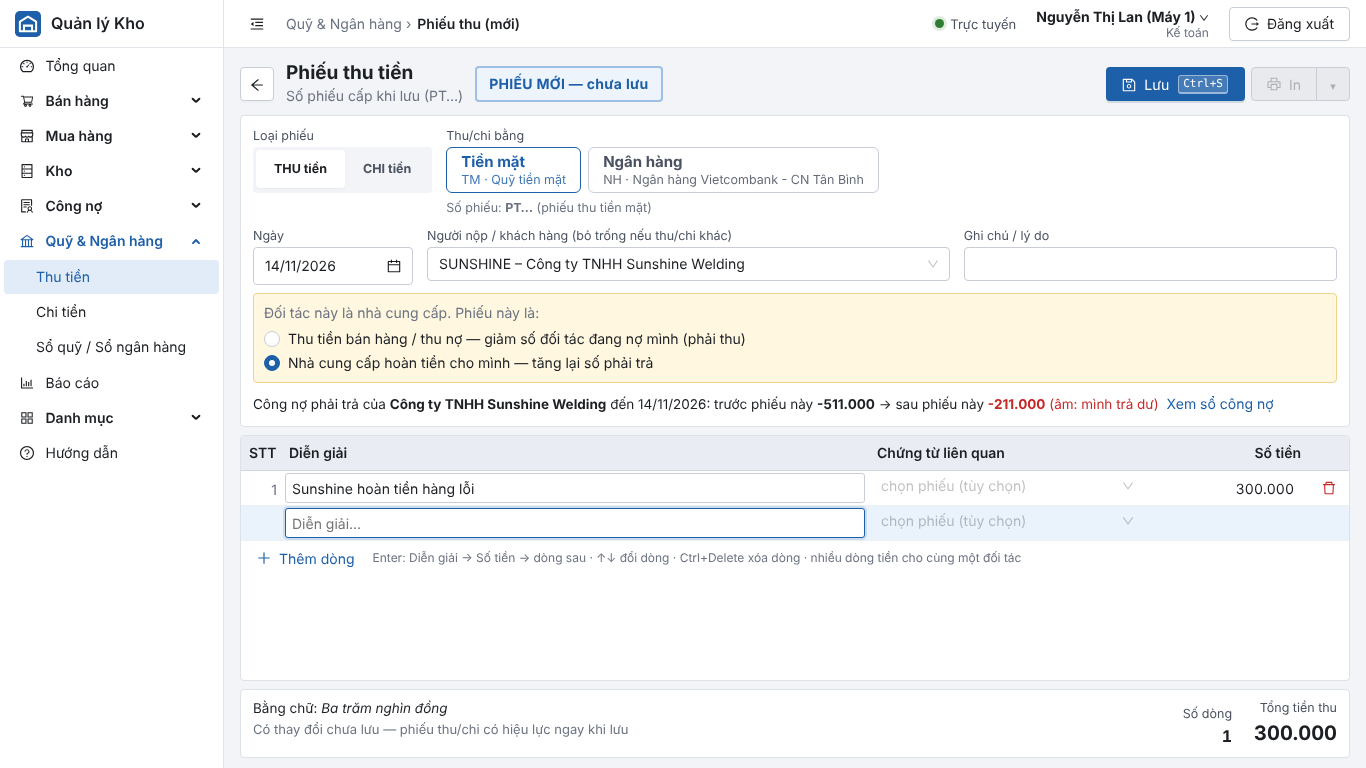 Quản lý Kho
Quỹ & Ngân hàng › Phiếu thu (mới)
Trực tuyến
Nguyễn Thị Lan (Máy 1)
Kế toán
Đăng xuất
Tổng quan
Bán hàng
Mua hàng
Kho
Công nợ
Quỹ & Ngân hàng
Thu tiền
Chi tiền
Sổ quỹ / Sổ ngân hàng
Báo cáo
Danh mục
Hướng dẫn
Phiếu thu tiền
Số phiếu cấp khi lưu (PT...)
PHIẾU MỚI — chưa lưu
Lưu Ctrl+S
In
Loại phiếu
THU tiền
CHI tiền
Thu/chi bằng
Tiền mặt
TM · Quỹ tiền mặt
Ngân hàng
NH · Ngân hàng Vietcombank - CN Tân Bình
Số phiếu: PT... (phiếu thu tiền mặt)
Ngày
14/11/2026
Người nộp / khách hàng (bỏ trống nếu thu/chi khác)
SUNSHINE – Công ty TNHH Sunshine Welding
Ghi chú / lý do
Đối tác này là nhà cung cấp. Phiếu này là:
Thu tiền bán hàng / thu nợ — giảm số đối tác đang nợ mình (phải thu)
Nhà cung cấp hoàn tiền cho mình — tăng lại số phải trả
Công nợ phải trả của Công ty TNHH Sunshine Welding đến 14/11/2026: trước phiếu này -511.000 → sau phiếu này -211.000 (âm: mình trả dư) Xem sổ công nợ
STT Diễn giải Chứng từ liên quan Số tiền
1 Sunshine hoàn tiền hàng lỗi chọn phiếu (tùy chọn) 300.000
Diễn giải... chọn phiếu (tùy chọn)
+ Thêm dòng Enter: Diễn giải → Số tiền → dòng sau · ↑↓ đổi dòng · Ctrl+Delete xóa dòng · nhiều dòng tiền cho cùng một đối tác
Bằng chữ: Ba trăm nghìn đồng
Có thay đổi chưa lưu — phiếu thu/chi có hiệu lực ngay khi lưu
Số dòng
1
Tổng tiền thu
300.000